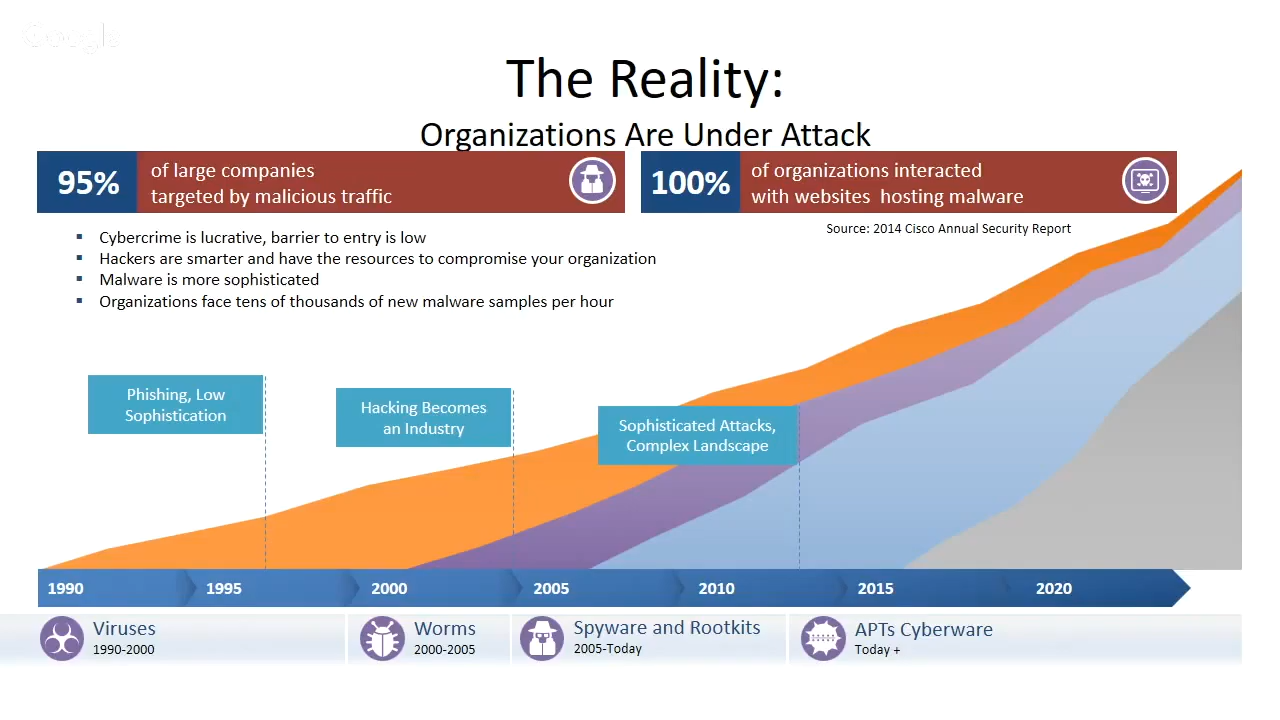 Google
The Reality:
Organizations Are Under Attack
95%
of large companies
targeted by malicious traffic
100%
of organizations interacted
with websites hosting malware
Source: 2014 Cisco Annual Security Report
▪ Cybercrime is lucrative, barrier to entry is low
▪ Hackers are smarter and have the resources to compromise your organization
▪ Malware is more sophisticated
▪ Organizations face tens of thousands of new malware samples per hour
Phishing, Low
Sophistication
Hacking Becomes
an Industry
Sophisticated Attacks,
Complex Landscape
1990 1995 2000 2005 2010 2015 2020
Viruses
1990-2000
Worms
2000-2005
Spyware and Rootkits
2005-Today
APTs Cyberware
Today +